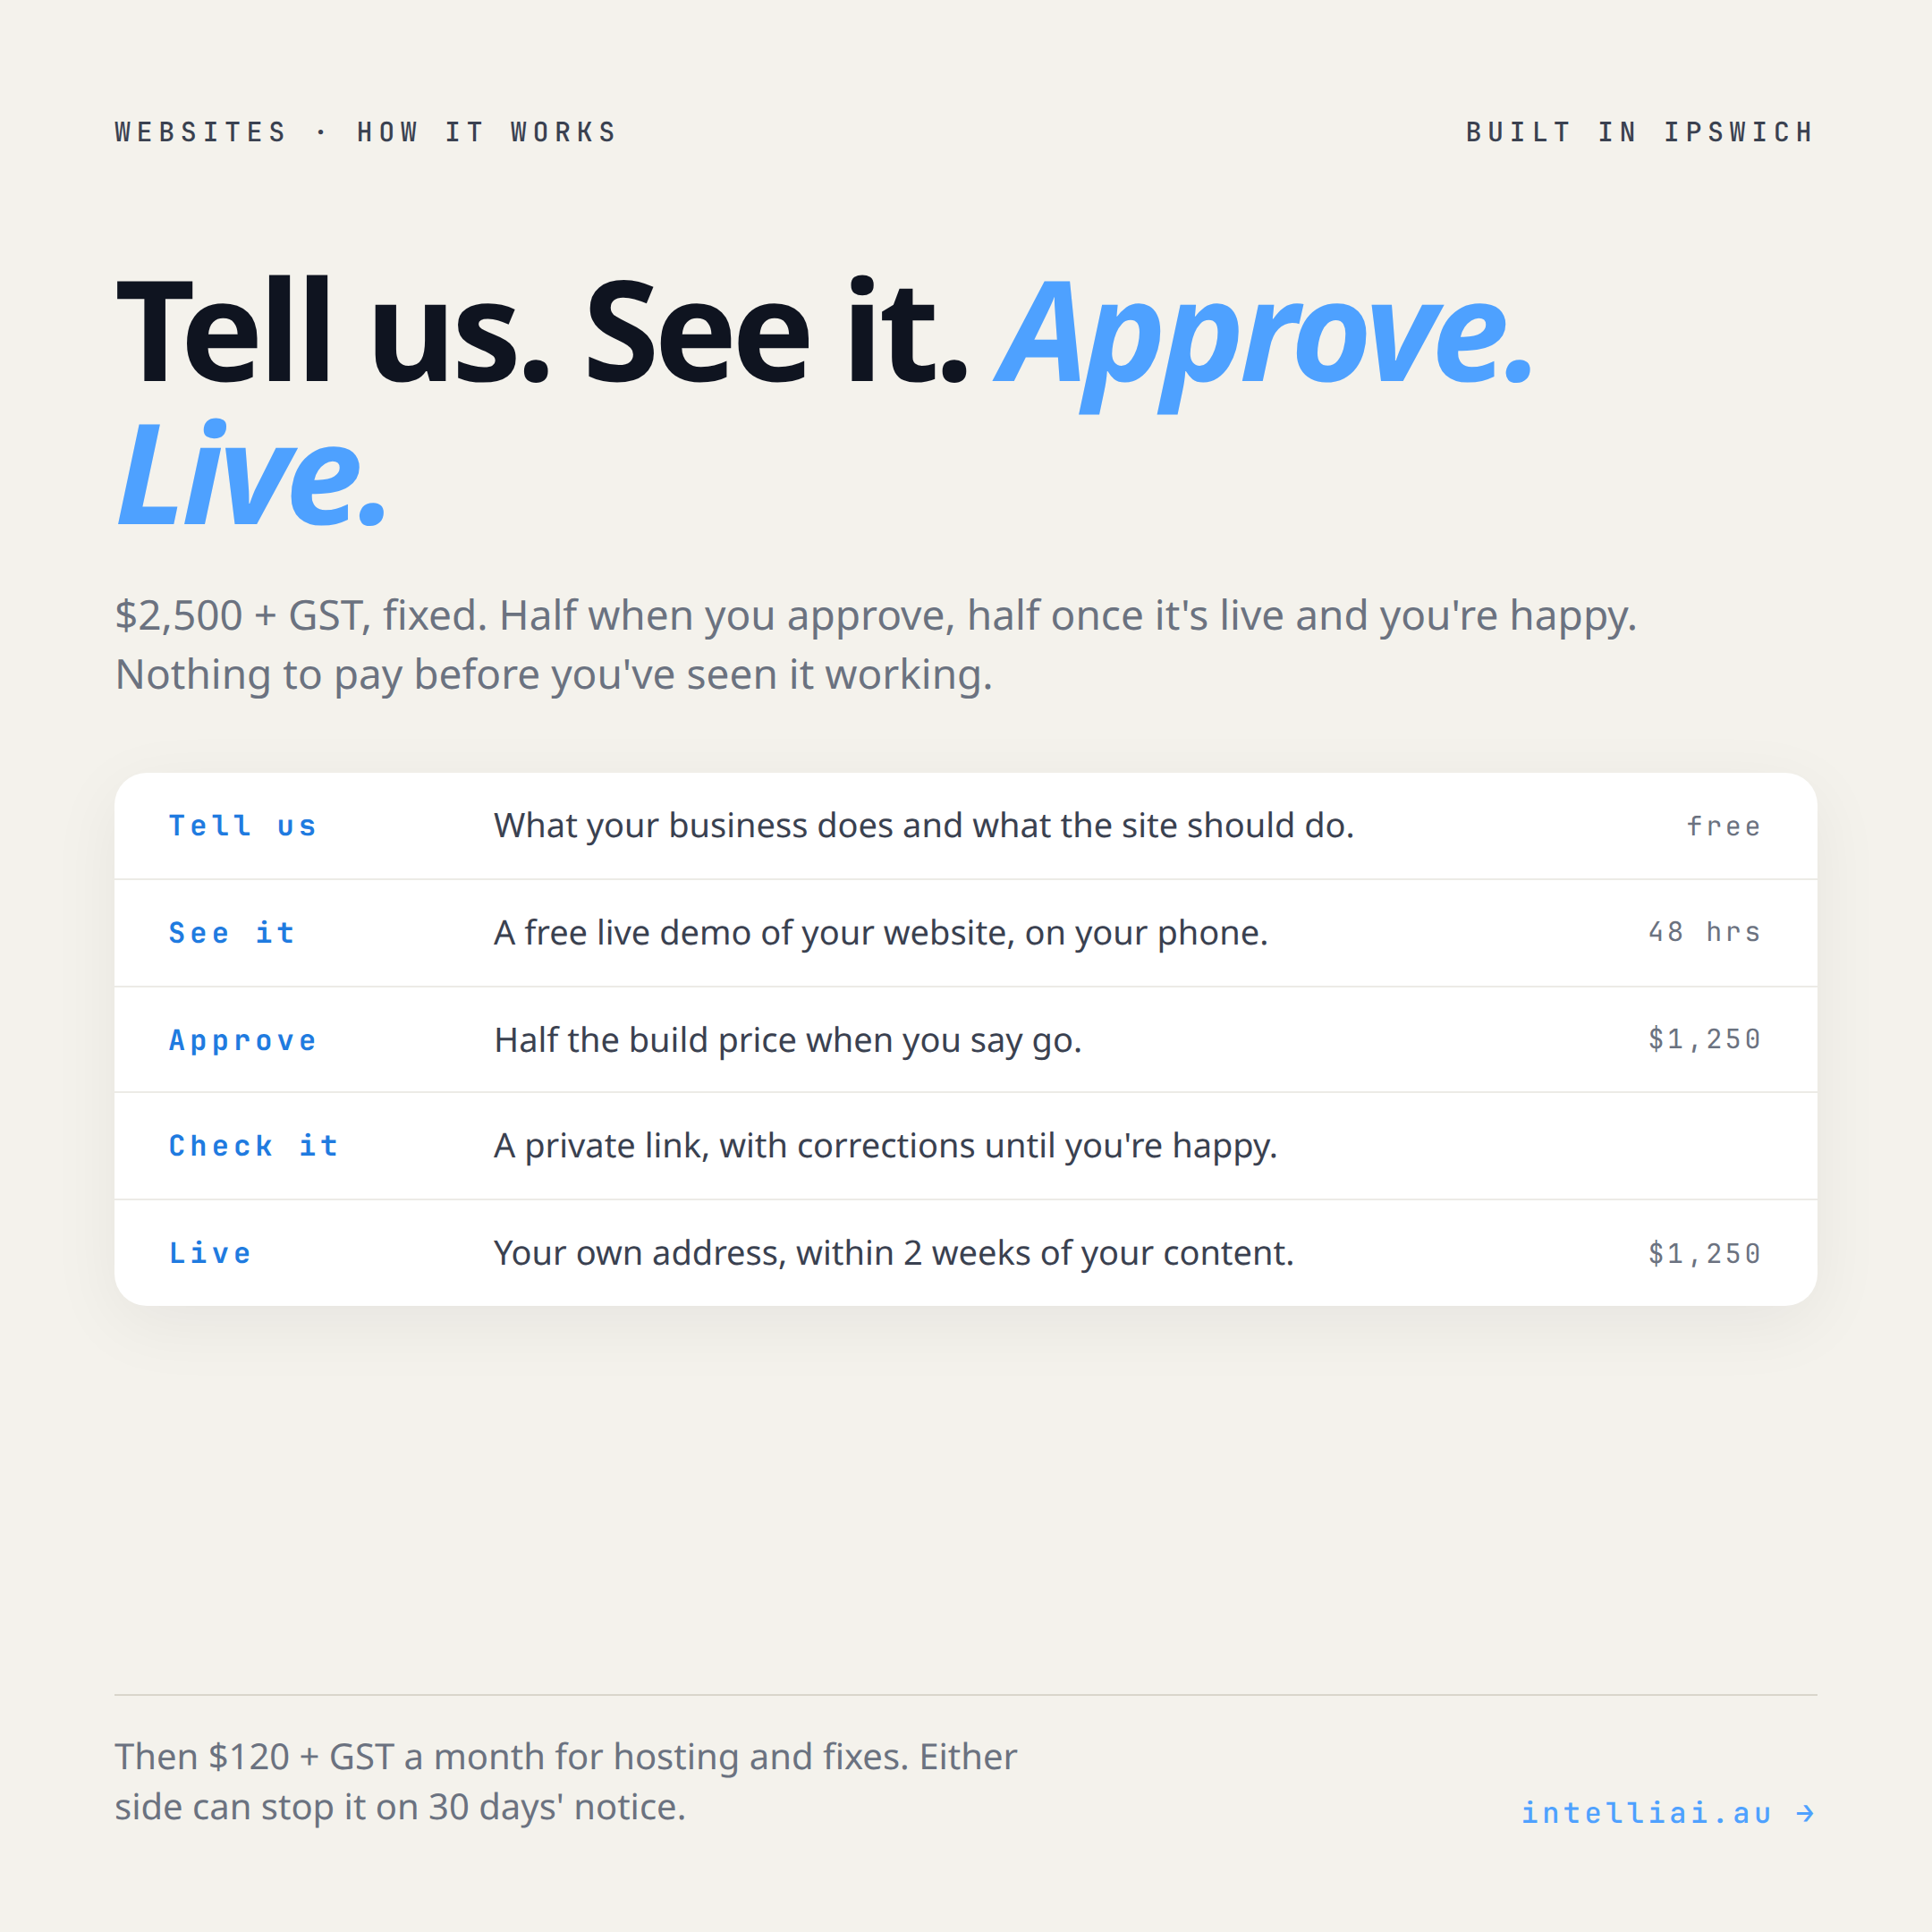 WEBSITES · HOW IT WORKS
BUILT IN IPSWICH
Tell us. See it. Approve.
Live.
$2,500 + GST, fixed. Half when you approve, half once it's live and you're happy.
Nothing to pay before you've seen it working.
Tell us What your business does and what the site should do. free
See it A free live demo of your website, on your phone. 48 hrs
Approve Half the build price when you say go. $1,250
Check it A private link, with corrections until you're happy.
Live Your own address, within 2 weeks of your content. $1,250
Then $120 + GST a month for hosting and fixes. Either
side can stop it on 30 days' notice.
intelliai.au →